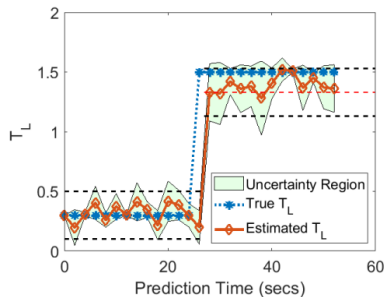 2
1.5
T_L
1
0.5
0
Uncertainty Region
True T_L
Estimated T_L
0 20 40 60
Prediction Time (secs)